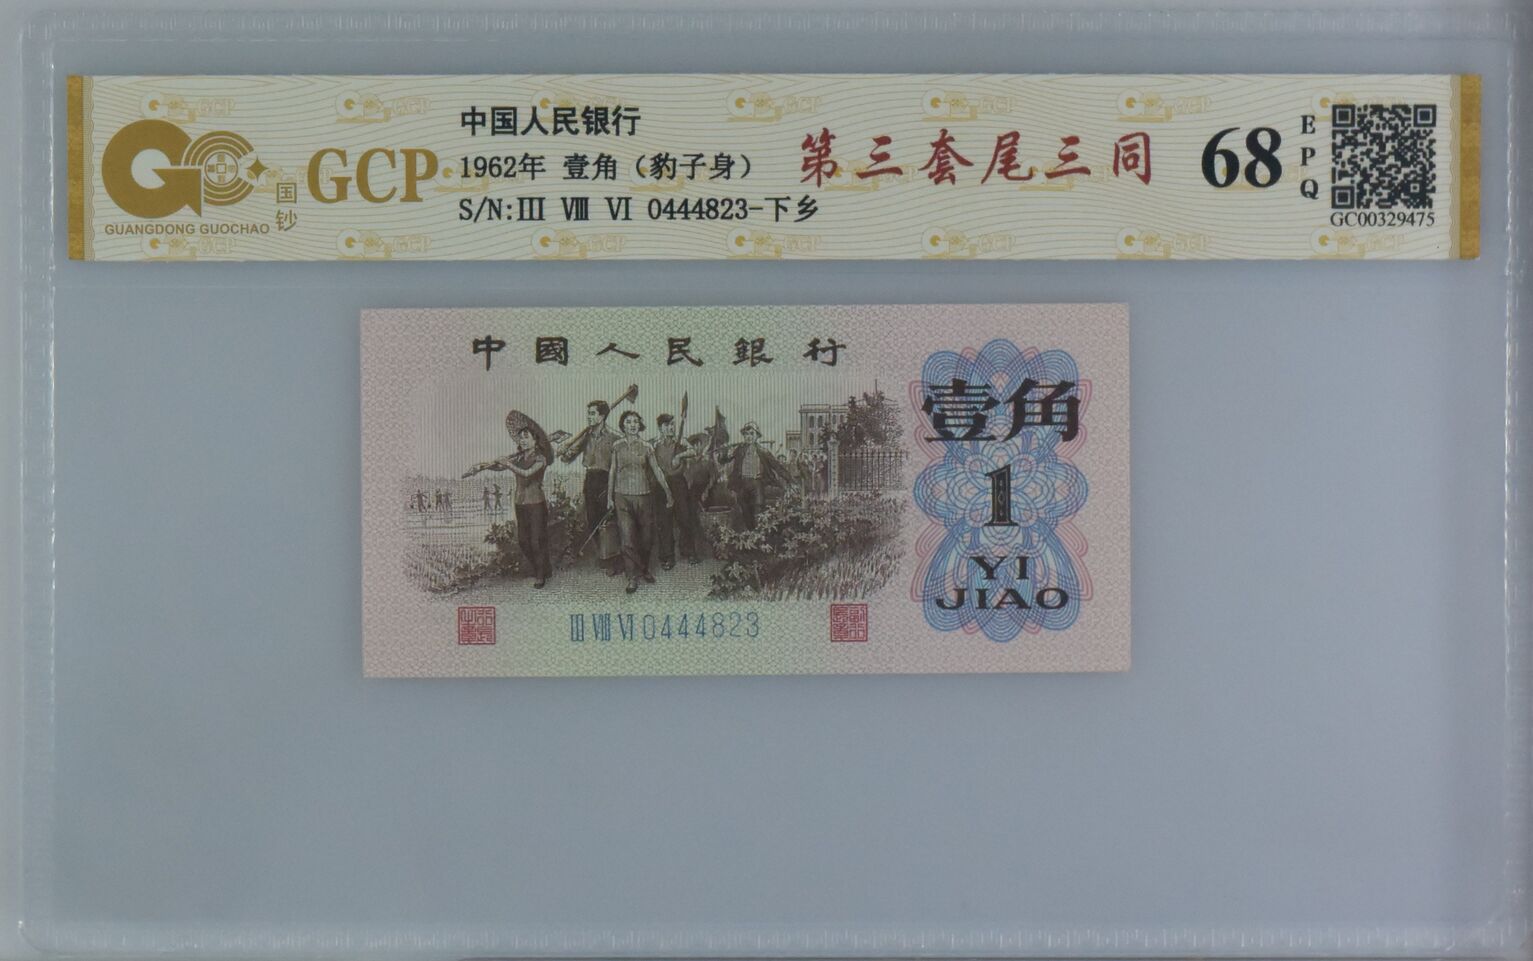 GCP
国钞
GUANGDONG GUOCHAO
中国人民银行
1962年 壹角（豹子身）
S/N:III VIII VI 0444823-下乡
第三套尾三同
68
EPQ
GC00329475
中國人民銀行
壹角
1
YI
JIAO
III VIII VI 0444823